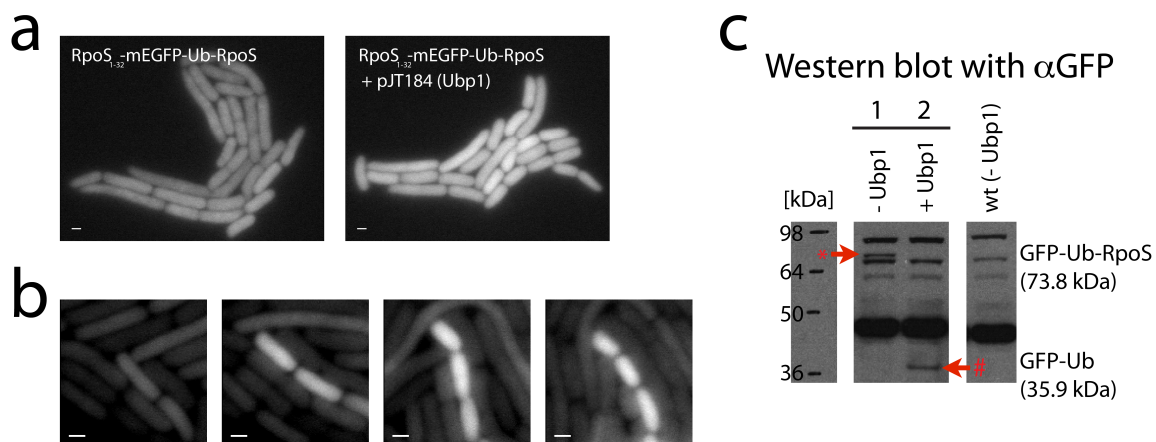 a
RpoS1-32-mEGFP-Ub-RpoS
RpoS1-32-mEGFP-Ub-RpoS
+ pJT184 (Ubp1)
b
c
Western blot with αGFP
1 2
- Ubp1
+ Ubp1
wt (- Ubp1)
[kDa]
98
*
64
50
36
#
GFP-Ub-RpoS
(73.8 kDa)
GFP-Ub
(35.9 kDa)